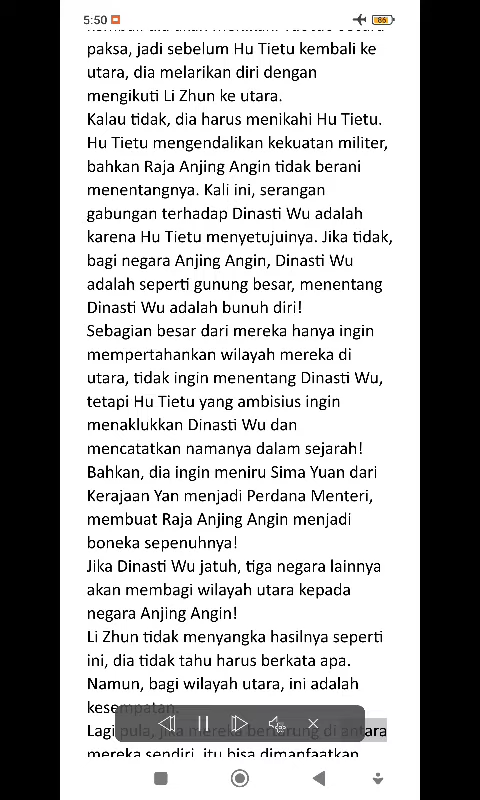 5:50
86
paksa, jadi sebelum Hu Tietu kembali ke
utara, dia melarikan diri dengan
mengikuti Li Zhun ke utara.
Kalau tidak, dia harus menikahi Hu Tietu.
Hu Tietu mengendalikan kekuatan militer,
bahkan Raja Anjing Angin tidak berani
menentangnya. Kali ini, serangan
gabungan terhadap Dinasti Wu adalah
karena Hu Tietu menyetujuinya. Jika tidak,
bagi negara Anjing Angin, Dinasti Wu
adalah seperti gunung besar, menentang
Dinasti Wu adalah bunuh diri!
Sebagian besar dari mereka hanya ingin
mempertahankan wilayah mereka di
utara, tidak ingin menentang Dinasti Wu,
tetapi Hu Tietu yang ambisius ingin
menaklukkan Dinasti Wu dan
mencatatkan namanya dalam sejarah!
Bahkan, dia ingin meniru Sima Yuan dari
Kerajaan Yan menjadi Perdana Menteri,
membuat Raja Anjing Angin menjadi
boneka sepenuhnya!
Jika Dinasti Wu jatuh, tiga negara lainnya
akan membagi wilayah utara kepada
negara Anjing Angin!
Li Zhun tidak menyangka hasilnya seperti
ini, dia tidak tahu harus berkata apa.
Namun, bagi wilayah utara, ini adalah
kesempatan.
Lagi pula, jika mereka bertarung di antara
mereka sendiri, itu bisa dimanfaatkan